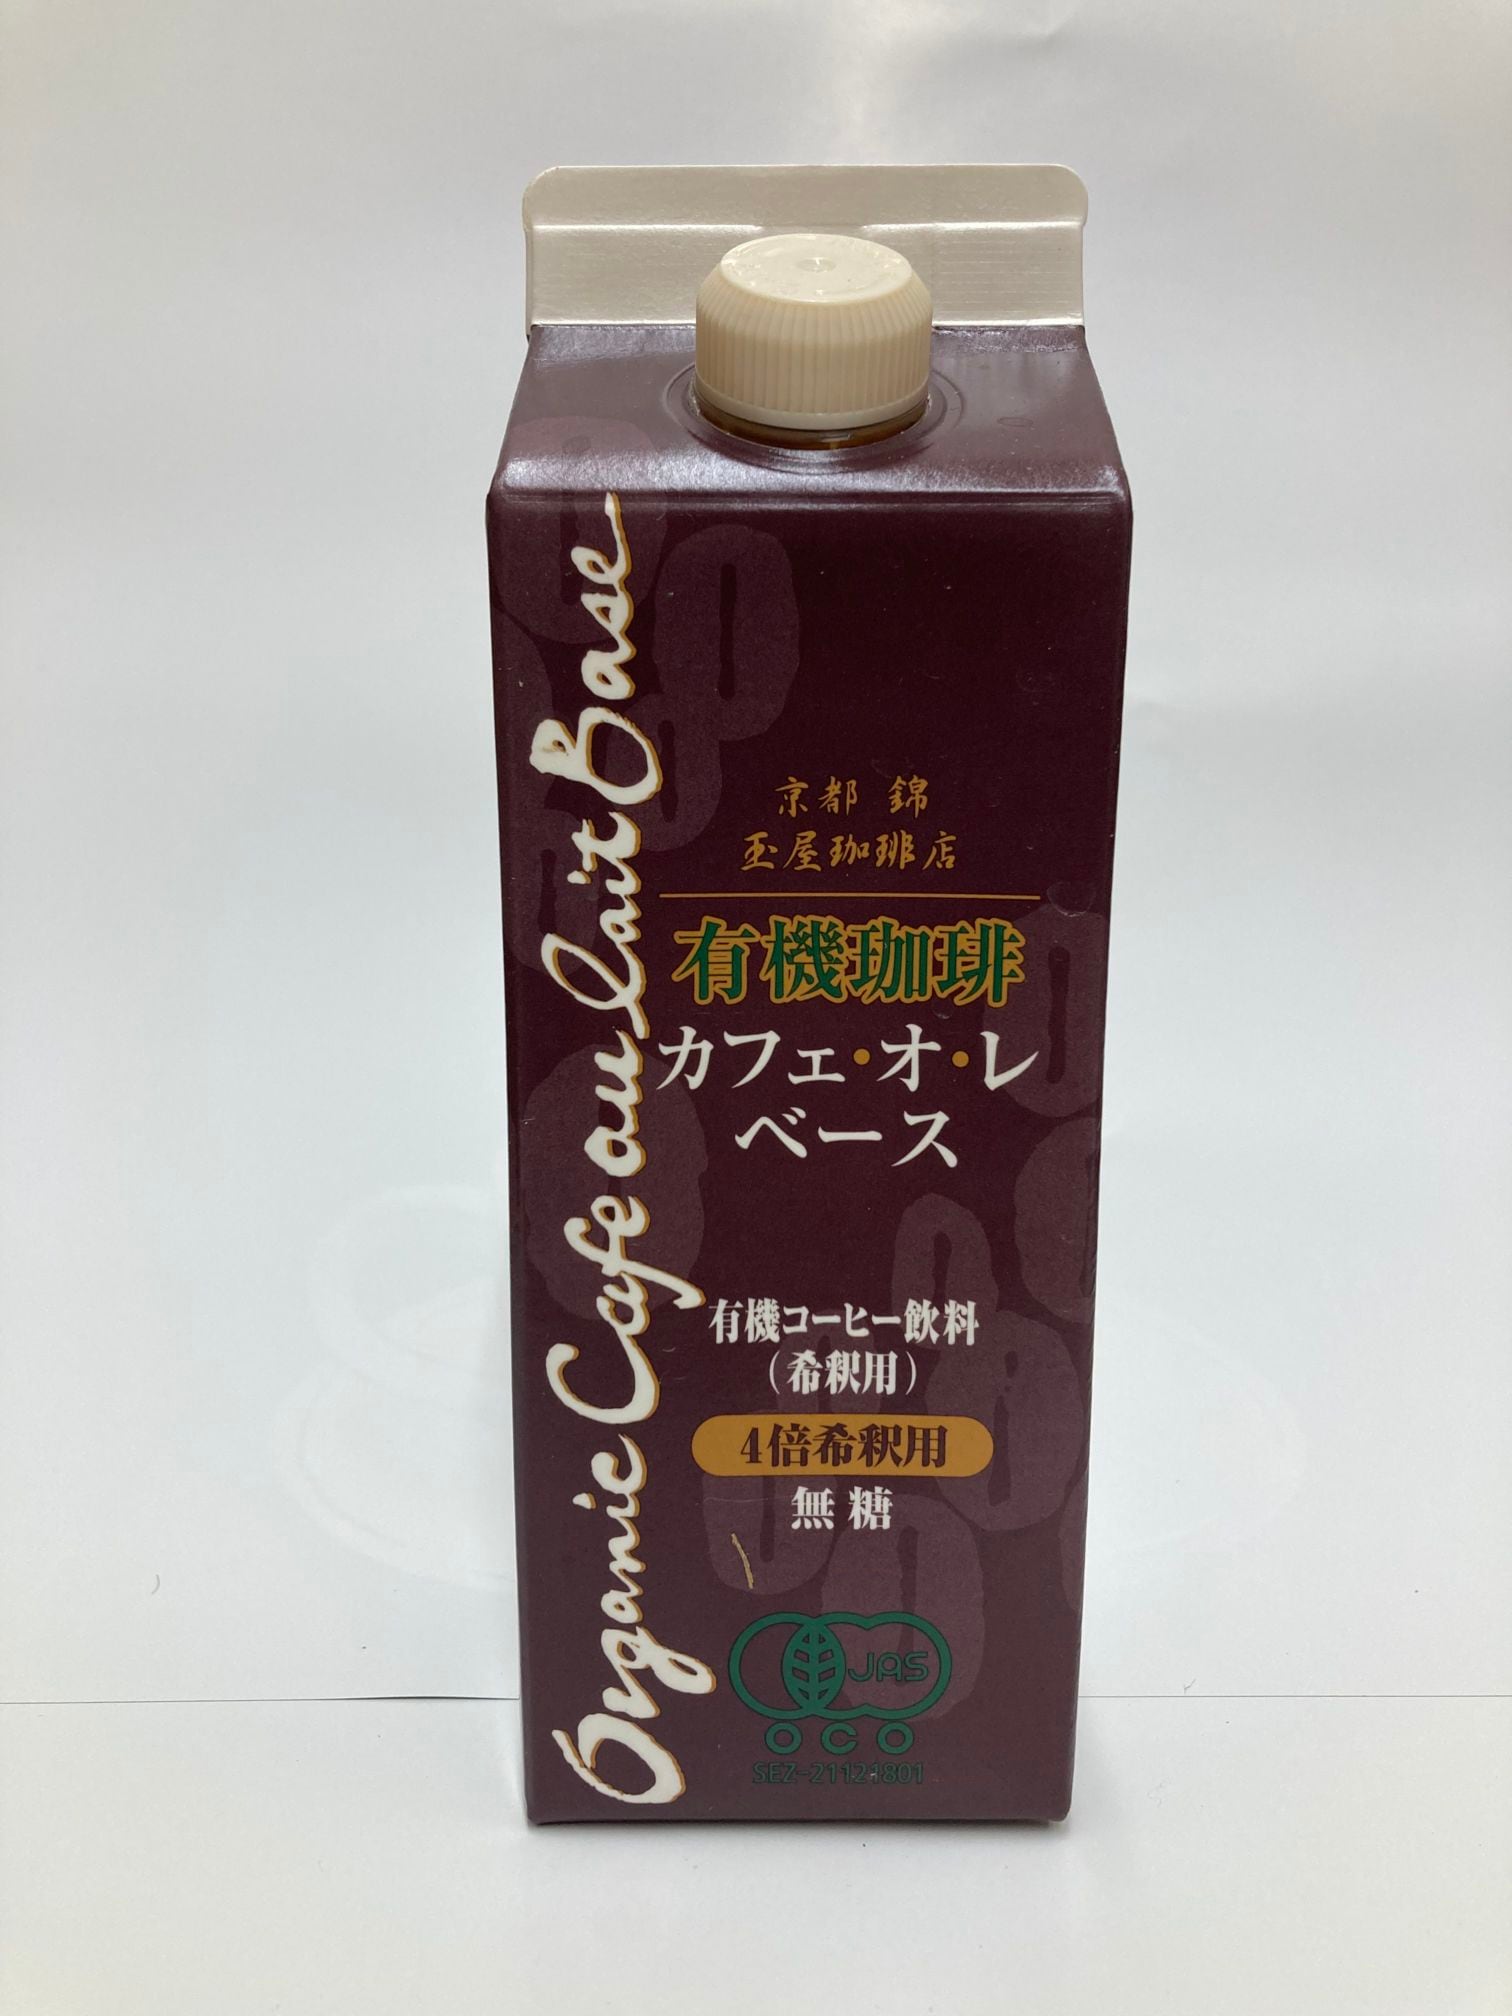 Organic Cafe au lait Base
京都 錦
玉屋珈琲店
有機珈琲
カフェ・オ・レ
ベース
有機コーヒー飲料
(希釈用)
4倍希釈用
無糖
JAS
OCO
SEZ-21121801